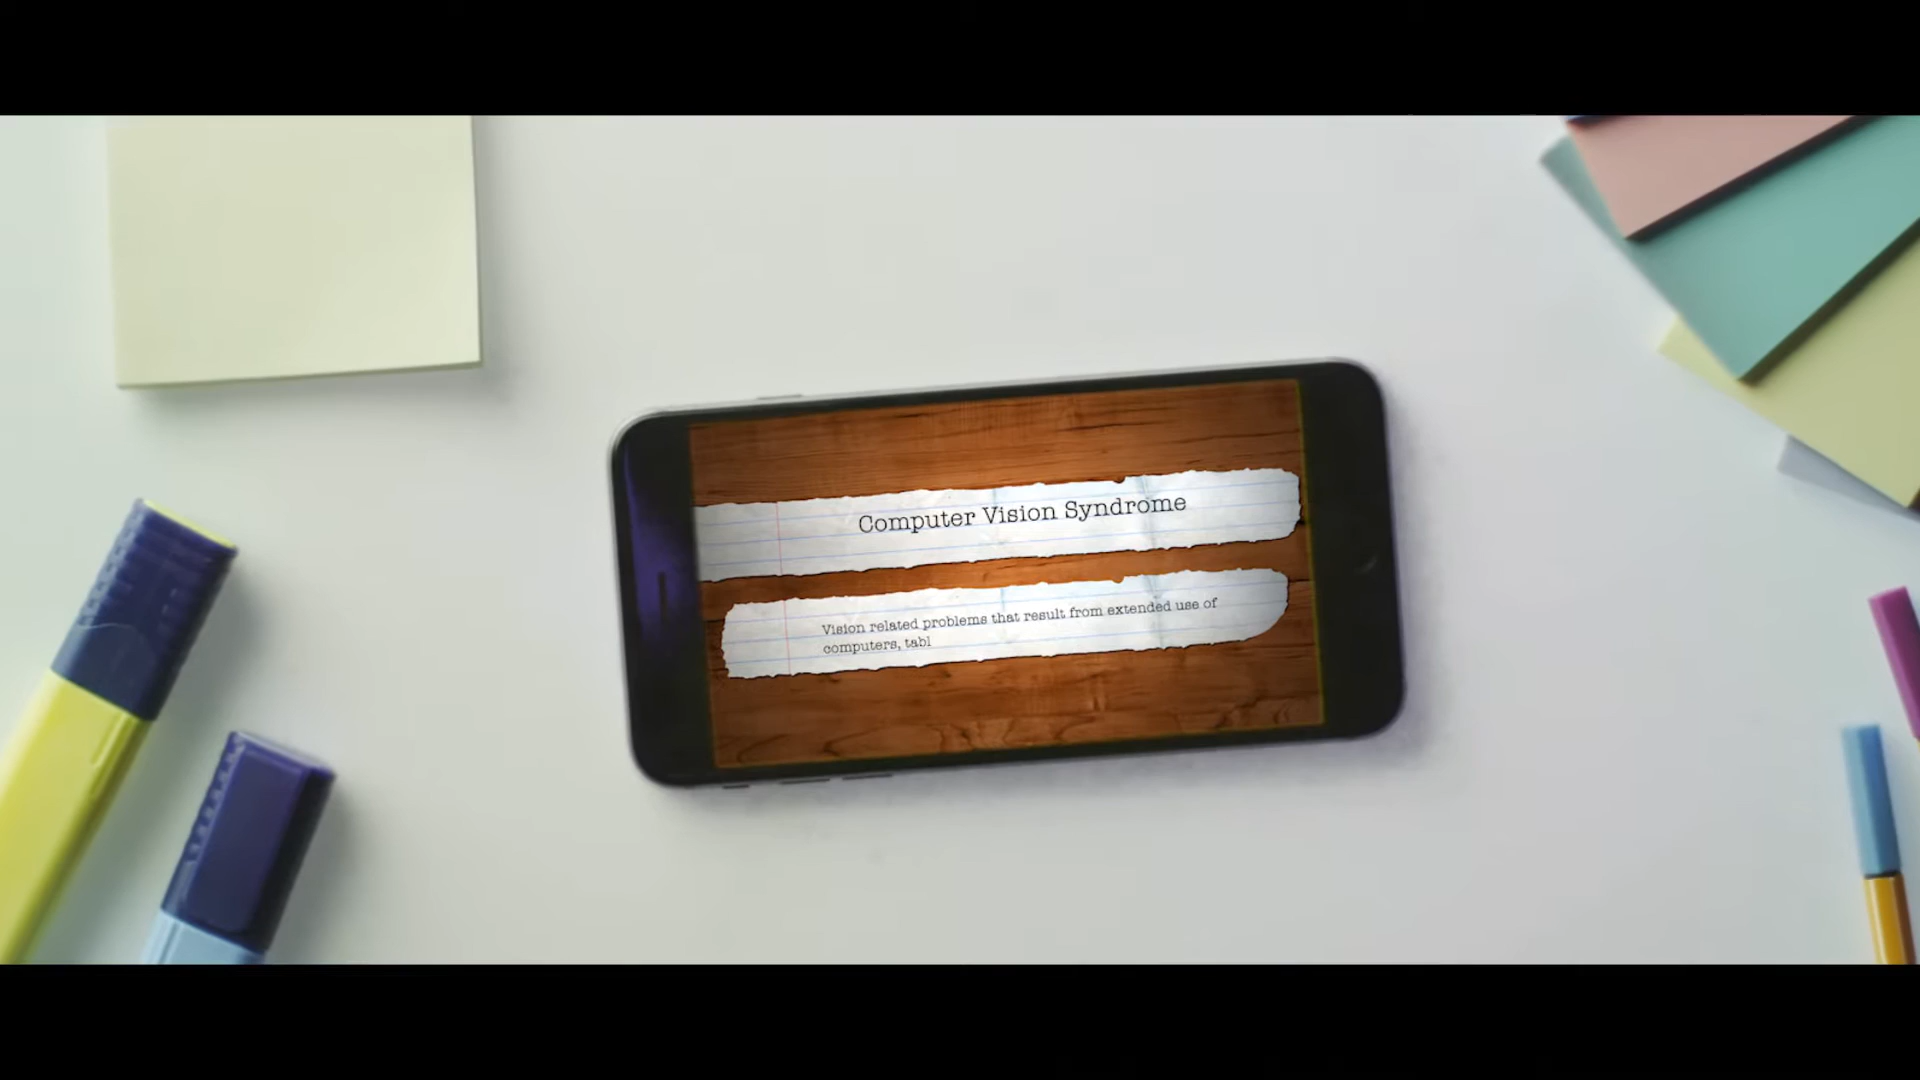 Computer Vision Syndrome
Vision related problems that result from extended use of
computers, tabl